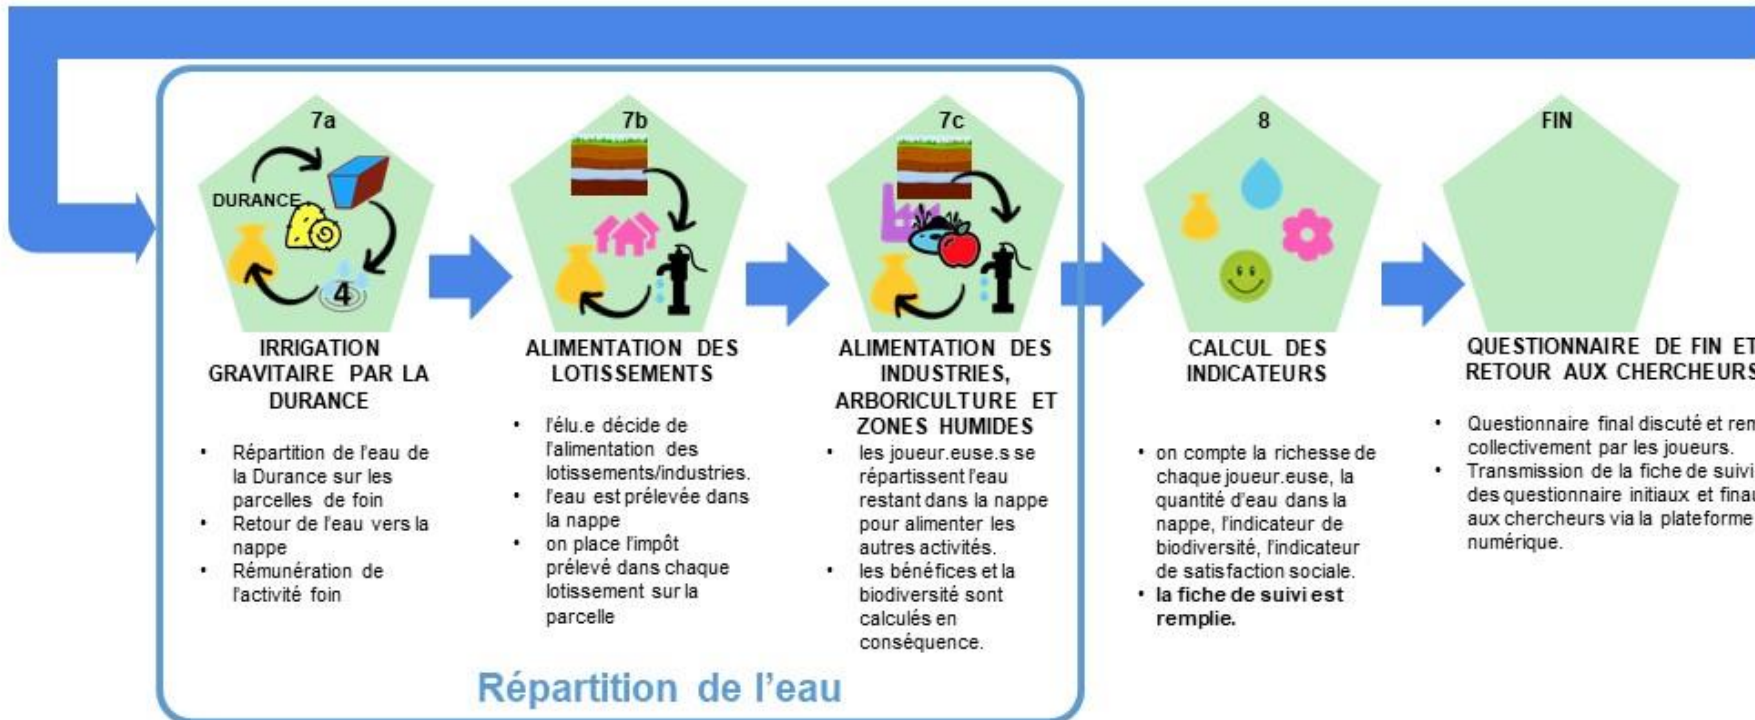 7a
DURANCE
4
IRRIGATION
GRAVITAIRE PAR LA
DURANCE
• Répartition de l'eau de
la Durance sur les
parcelles de foin
• Retour de l'eau vers la
nappe
• Rémunération de
l'activité foin
7b
ALIMENTATION DES
LOTISSEMENTS
• l'élu.e décide de
l'alimentation des
lotissements/industries.
• l'eau est prélevée dans
la nappe
• on place l'impôt
prélevé dans chaque
lotissement sur la
parcelle
7c
ALIMENTATION DES
INDUSTRIES,
ARBORICULTURE ET
ZONES HUMIDES
• les joueur.euse.s se
répartissent l'eau
restant dans la nappe
pour alimenter les
autres activités.
• les bénéfices et la
biodiversité sont
calculés en
conséquence.
Répartition de l'eau
8
CALCUL DES
INDICATEURS
• on compte la richesse de
chaque joueur.euse, la
quantité d'eau dans la
nappe, l'indicateur de
biodiversité, l'indicateur
de satisfaction sociale.
• la fiche de suivi est
remplie.
FIN
QUESTIONNAIRE DE FIN ET
RETOUR AUX CHERCHEURS
• Questionnaire final discuté et
collectivement par les joueurs.
• Transmission de la fiche de suivi
des questionnaire initiaux et
aux chercheurs via la plateforme
numérique.